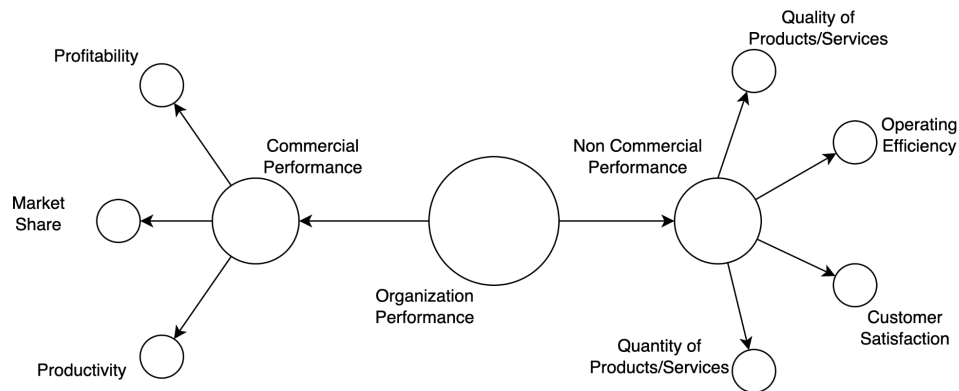 Quality of
Products/Services
Profitability
Operating
Efficiency
Commercial
Performance
Non Commercial
Performance
Market
Share
Organization
Performance
Customer
Satisfaction
Quantity of
Products/Services
Productivity